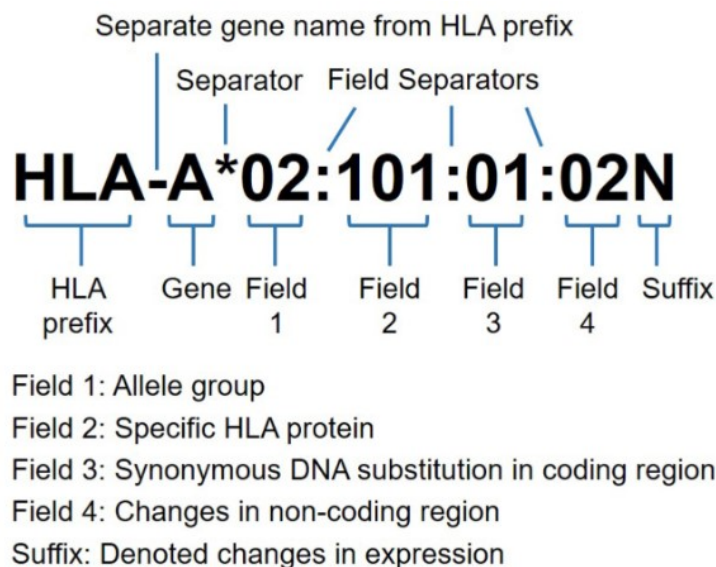 Separate gene name from HLA prefix
Separator Field Separators
HLA-A*02:101:01:02N
HLA prefix Gene Field 1 Field 2 Field 3 Field 4 Suffix
Field 1: Allele group
Field 2: Specific HLA protein
Field 3: Synonymous DNA substitution in coding region
Field 4: Changes in non-coding region
Suffix: Denoted changes in expression